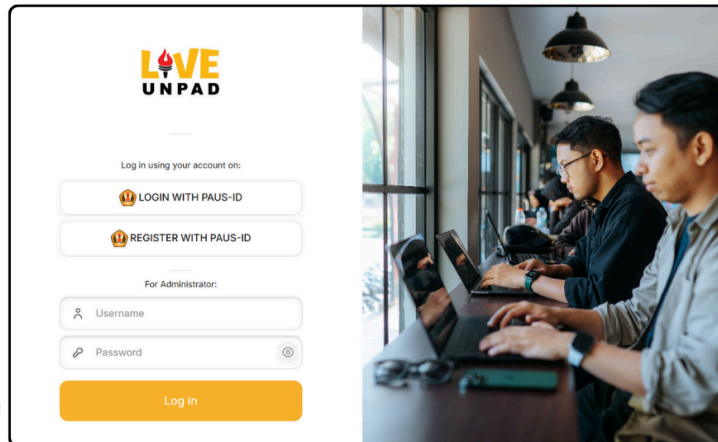 LIVE
UNPAD
Log in using your account on:
LOGIN WITH PAUS-ID
REGISTER WITH PAUS-ID
For Administrator:
Username
Password
Log in